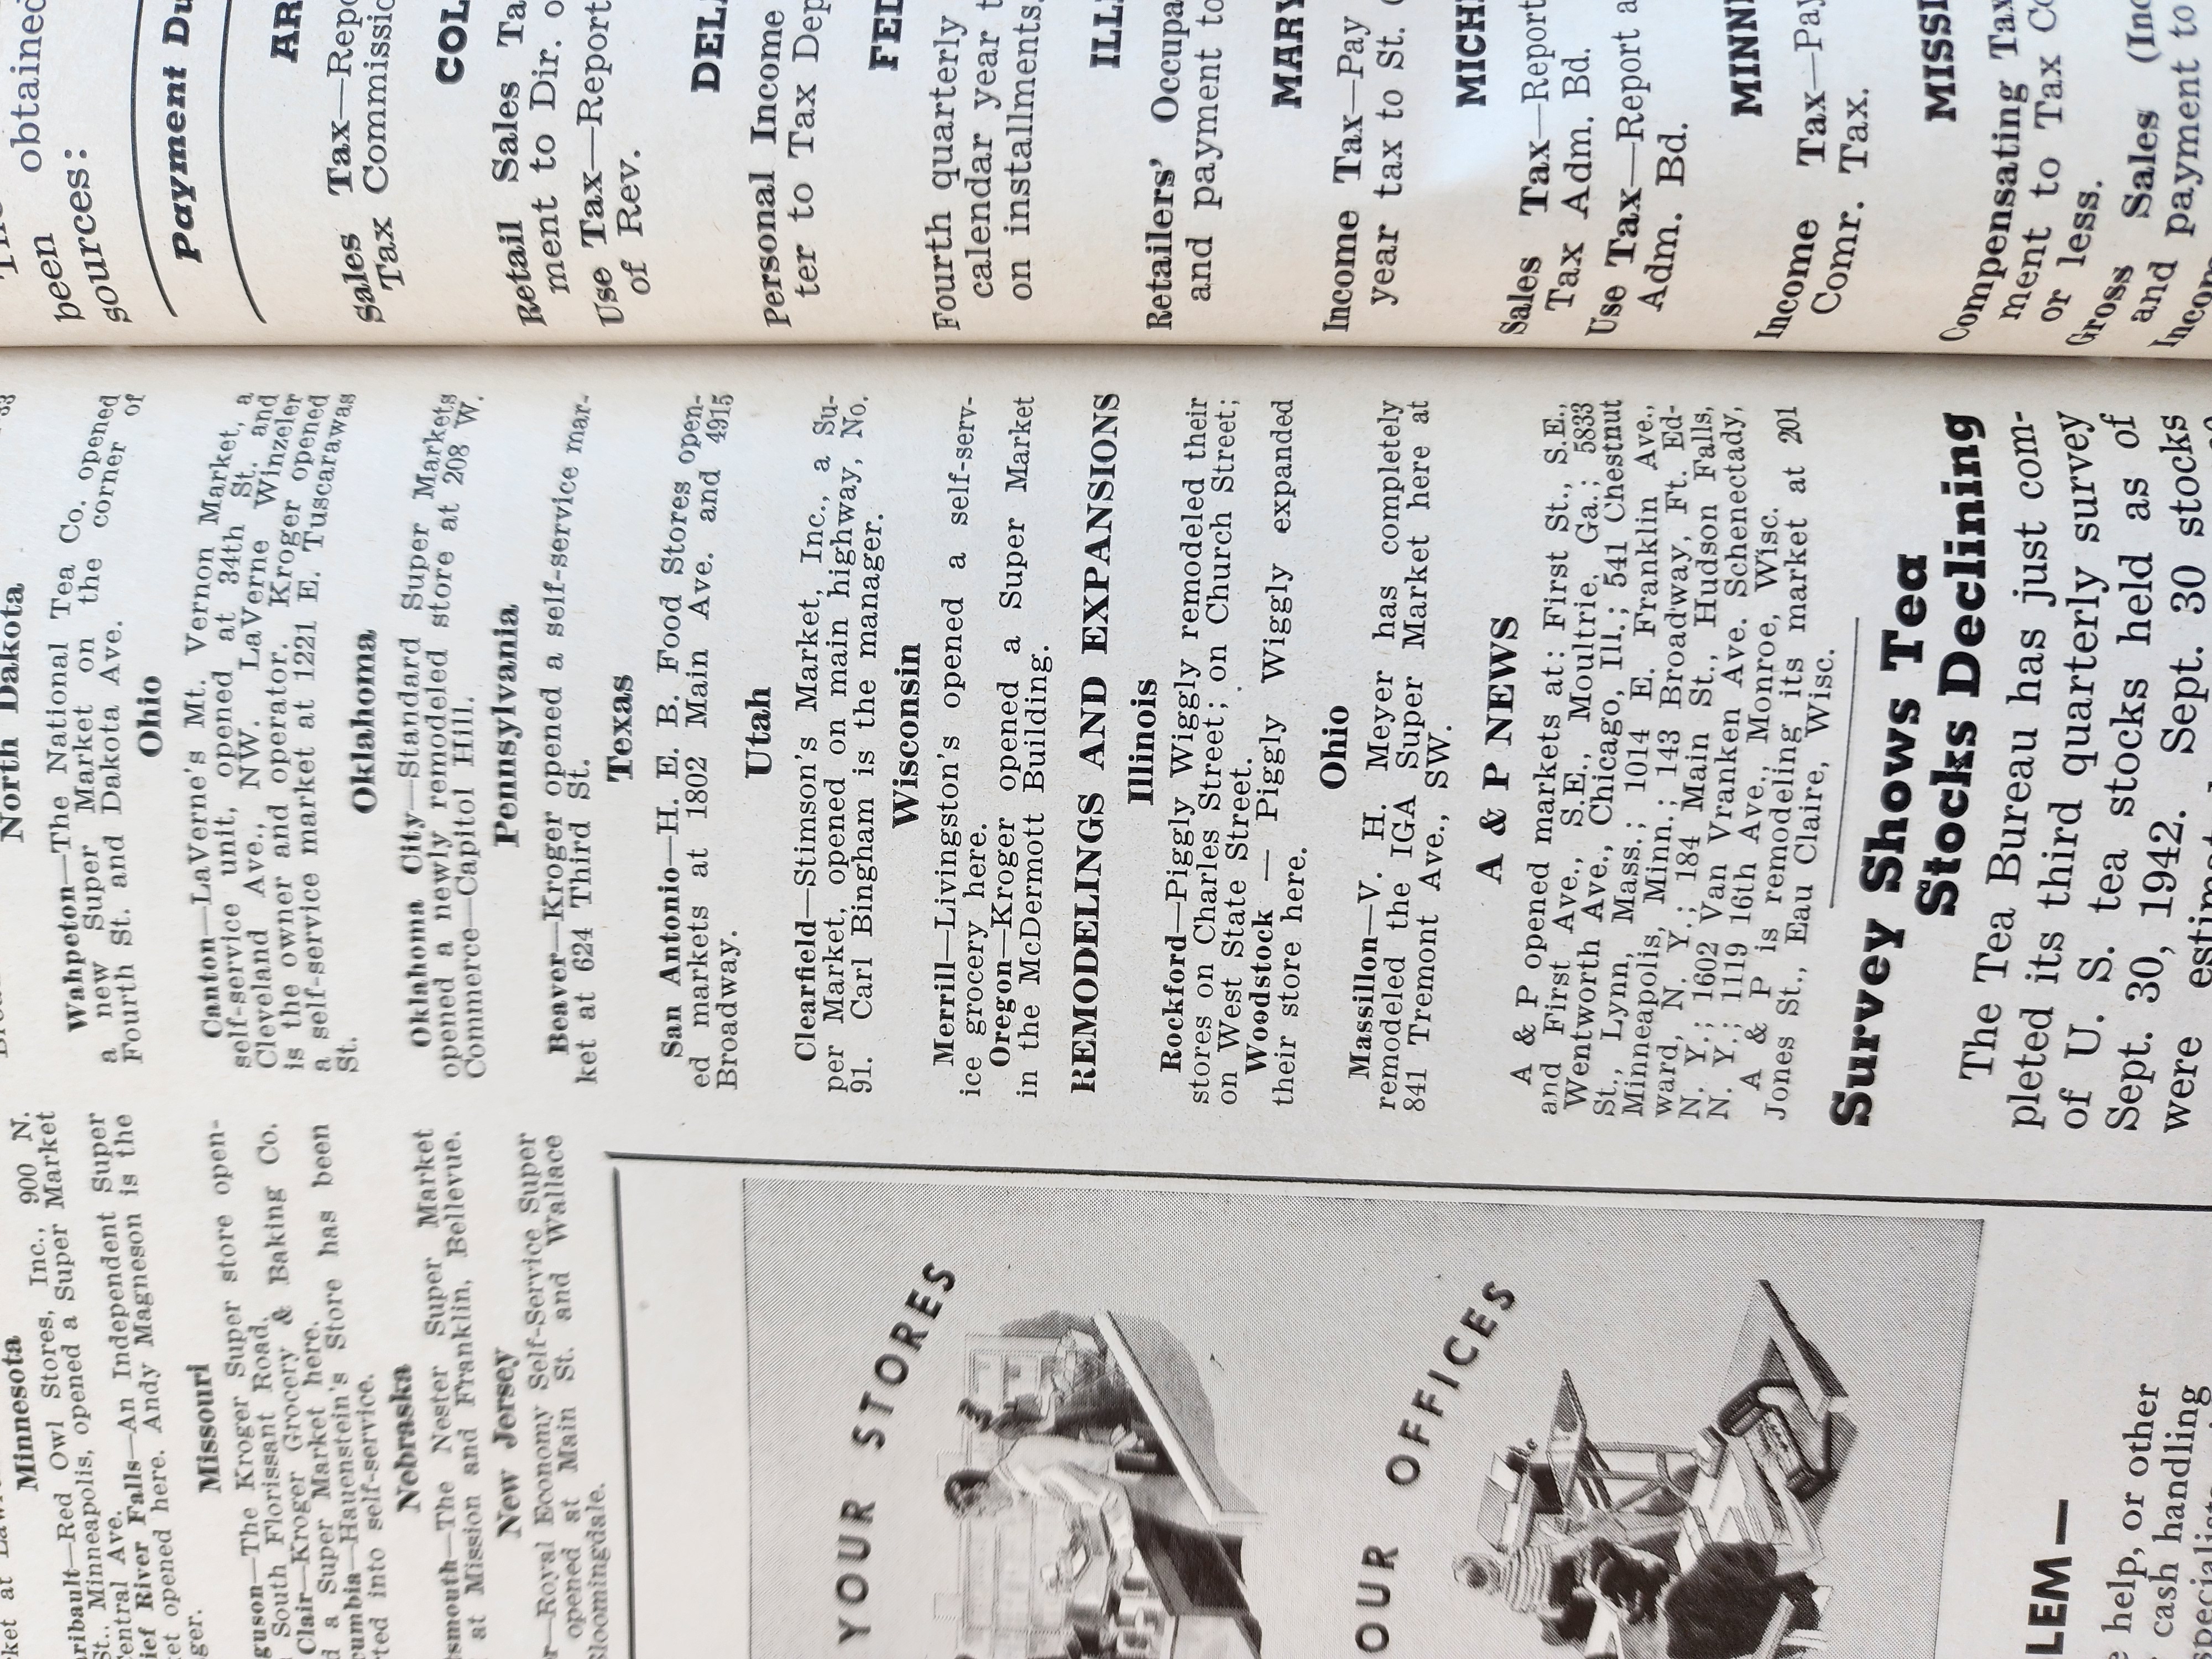 Minnesota
aribault—Red Owl Stores, Inc., 900 N.
St., Minneapolis, opened a Super Market
Central Ave.
ief River Falls—An Independent Super
ket opened here. Andy Magneson is the
ger.
Missouri
guson—The Kroger Super store open-
South Florissant Road.
Clair—Kroger Grocery & Baking Co.
d a Super Market here.
cumbia—Hauenstein's Store has been
rted into self-service.
Nebraska
smouth—The Nester Super Market
at Mission and Franklin, Bellevue.
New Jersey
r—Royal Economy Self-Service Super
opened at Main St. and Wallace
Bloomingdale.
YOUR STORES
OUR OFFICES
LEM—
help, or other
cash handling
specialist
North Dakota
Wahpeton—The National Tea Co. opened
a new Super Market on the corner of
Fourth St. and Dakota Ave.
Ohio
Canton—LaVerne's Mt. Vernon Market, a
self-service unit, opened at 34th St. and
Cleveland Ave., NW. LaVerne Winzeler
is the owner and operator. Kroger opened
a self-service market at 1221 E. Tuscarawas
St.
Oklahoma
Oklahoma City—Standard Super Markets
opened a newly remodeled store at 208 W.
Commerce—Capitol Hill.
Pennsylvania
Beaver—Kroger opened a self-service mar-
ket at 624 Third St.
Texas
San Antonio—H. E. B. Food Stores open-
ed markets at 1802 Main Ave. and 4915
Broadway.
Utah
Clearfield—Stimson's Market, Inc., a Su-
per Market, opened on main highway, No.
91. Carl Bingham is the manager.
Wisconsin
Merrill—Livingston's opened a self-serv-
ice grocery here.
Oregon—Kroger opened a Super Market
in the McDermott Building.
REMODELINGS AND EXPANSIONS
Illinois
Rockford—Piggly Wiggly remodeled their
stores on Charles Street; on Church Street;
on West State Street.
Woodstock — Piggly Wiggly expanded
their store here.
Ohio
Massillon—V. H. Meyer has completely
remodeled the IGA Super Market here at
841 Tremont Ave., SW.
A & P NEWS
A & P opened markets at: First St., S.E.,
and First Ave., S.E., Moultrie, Ga.; 5833
Wentworth Ave., Chicago, Ill.; 541 Chestnut
St., Lynn, Mass.; 1014 E. Franklin Ave.,
Minneapolis, Minn.; 143 Broadway, Ft. Ed-
ward, N. Y.; 184 Main St., Hudson Falls,
N. Y.; 1602 Van Vranken Ave. Schenectady,
N. Y.; 1119 16th Ave., Monroe, Wisc.
A & P is remodeling its market at 201
Jones St., Eau Claire, Wisc.
Survey Shows Tea
Stocks Declining
The Tea Bureau has just com-
pleted its third quarterly survey
of U. S. tea stocks held as of
Sept. 30, 1942. Sept. 30 stocks
were
been obtained
sources:
Payment Du
AR
Sales Tax—Repo
Tax Commissio
COL
Retail Sales Ta
ment to Dir. o
Use Tax—Report
of Rev.
DEL
Personal Income
ter to Tax Dep
FED
Fourth quarterly
calendar year t
on installments.
ILL
Retailers' Occupa
and payment to
MARY
Income Tax—Pay
year tax to St. C
MICH
Sales Tax—Report
Tax Adm. Bd.
Use Tax—Report a
Adm. Bd.
MINN
Income Tax—Pay
Comr. Tax.
MISSI
Compensating Tax
ment to Tax Co
or less.
Gross Sales (Inc
and payment to
Incom